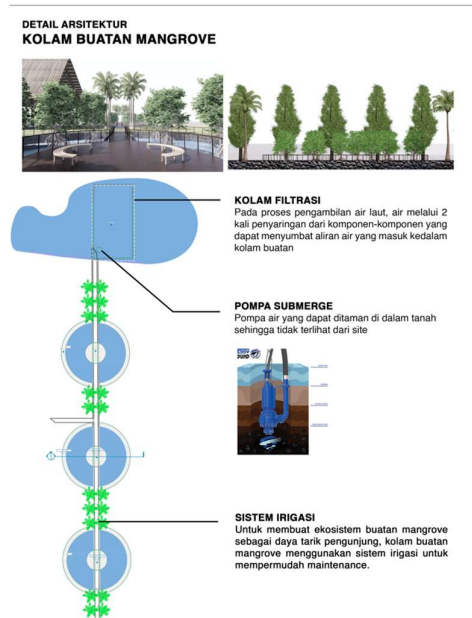 DETAIL ARSITEKTUR
KOLAM BUATAN MANGROVE
KOLAM FILTRASI
Pada proses pengambilan air laut, air melalui 2
kali penyaringan dari komponen-komponen yang
dapat menyumbat aliran air yang masuk kedalam
kolam buatan
POMPA SUBMERGE
Pompa air yang dapat ditaman di dalam tanah
sehingga tidak terlihat dari site
SISTEM IRIGASI
Untuk membuat ekosistem buatan mangrove
sebagai daya tarik pengunjung, kolam buatan
mangrove menggunakan sistem irigasi untuk
mempermudah maintenance.